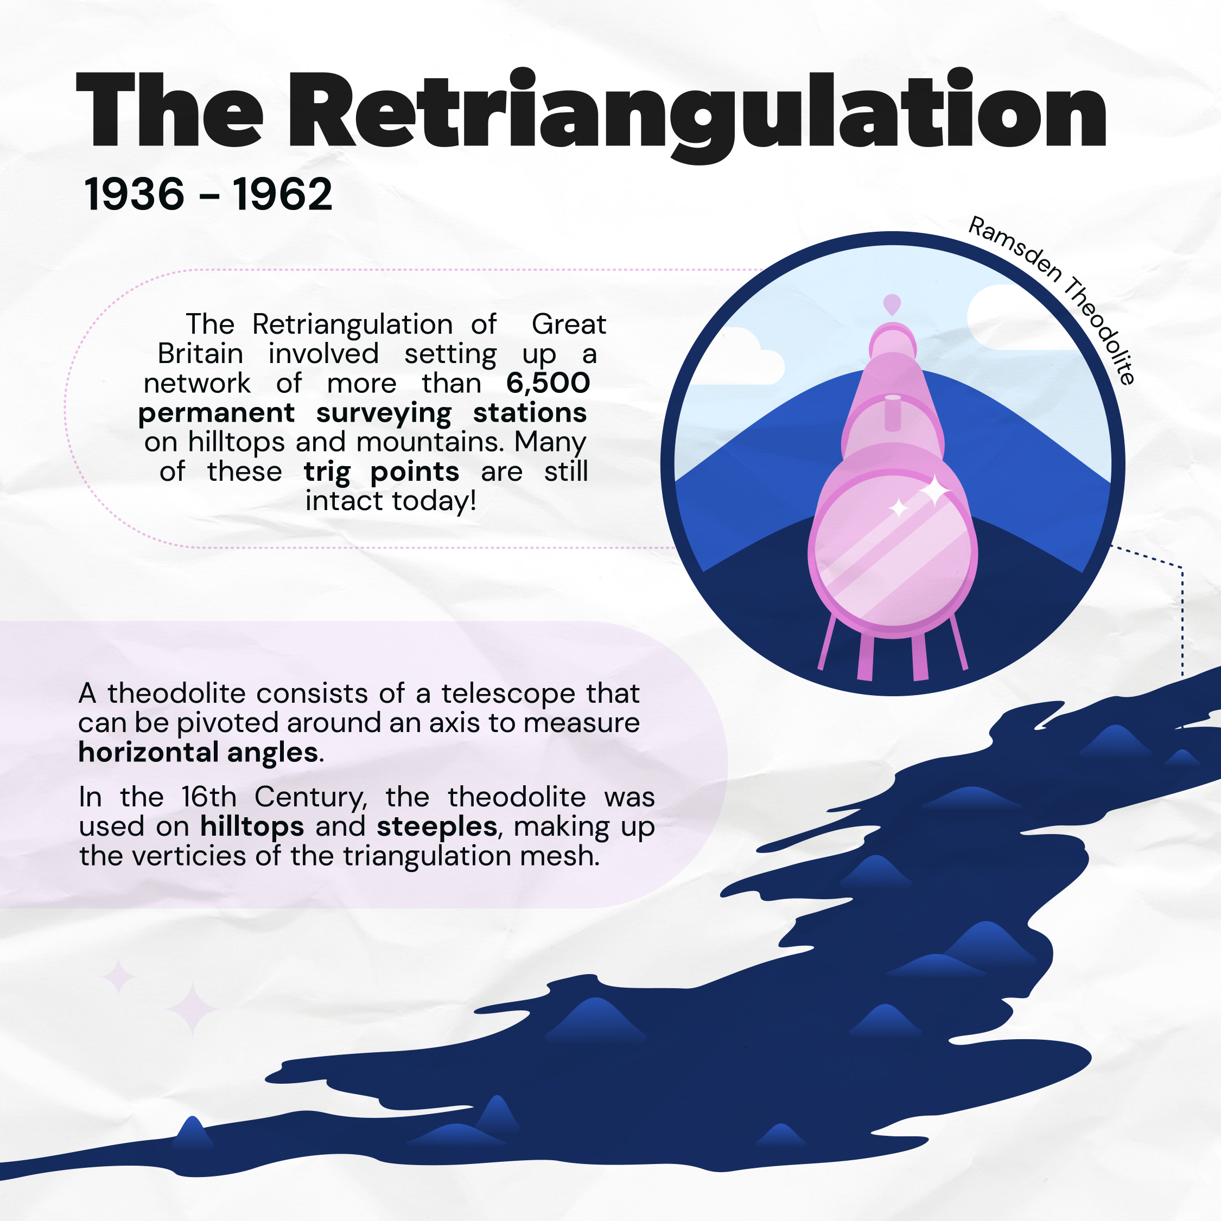 The Retriangulation
1936 – 1962
Ramsden Theodolite
The Retriangulation of Great
Britain involved setting up a
network of more than 6,500
permanent surveying stations
on hilltops and mountains. Many
of these trig points are still
intact today!
A theodolite consists of a telescope that
can be pivoted around an axis to measure
horizontal angles.
In the 16th Century, the theodolite was
used on hilltops and steeples, making up
the verticies of the triangulation mesh.